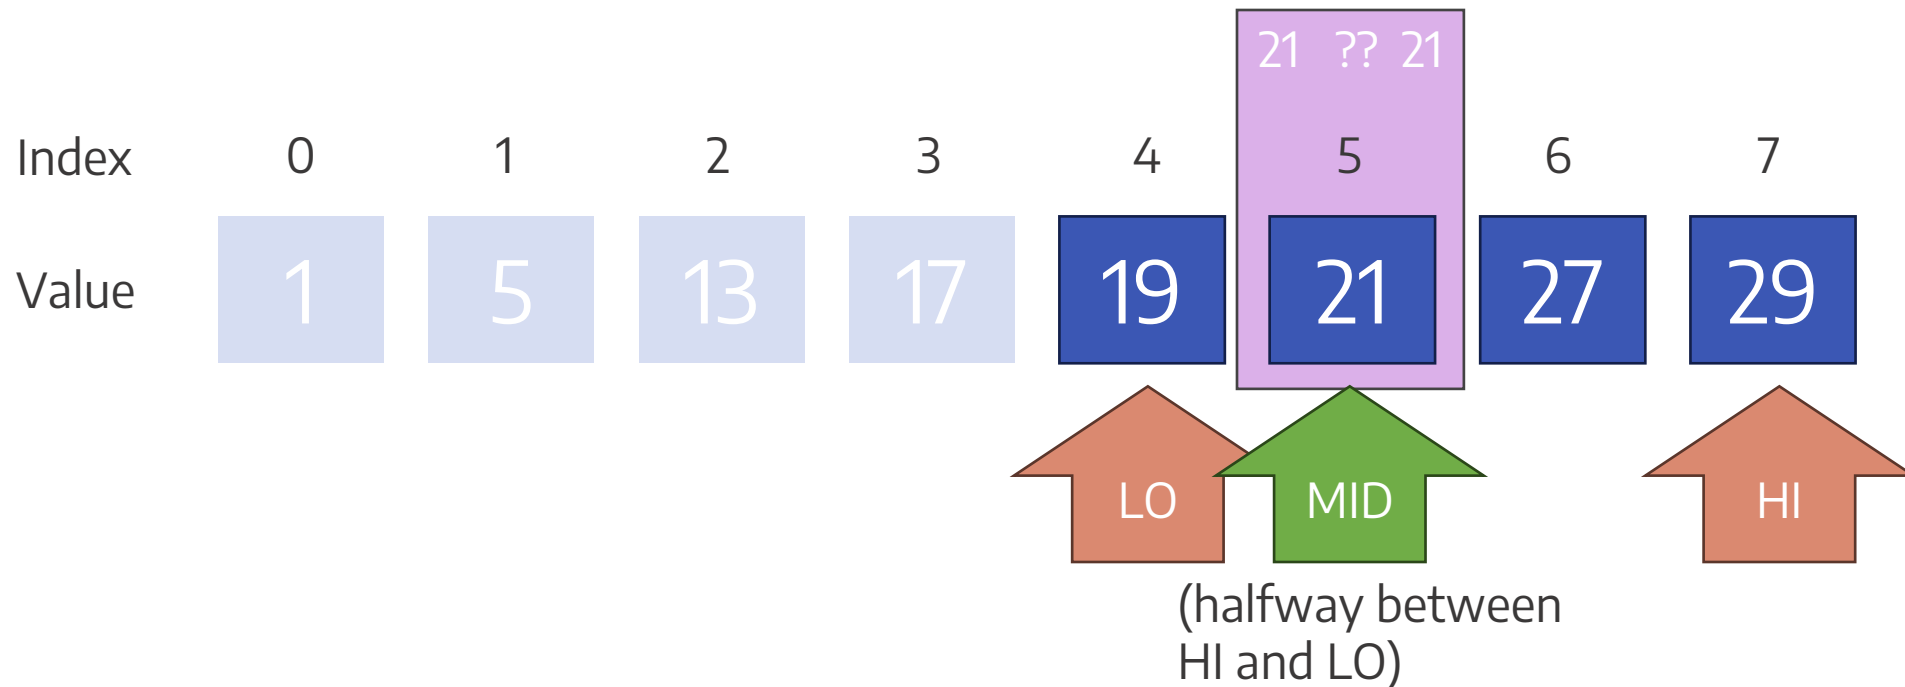 21 ?? 21
Index 0 1 2 3 4 5 6 7
Value 1 5 13 17 19 21 27 29
LO MID HI
(halfway between
HI and LO)